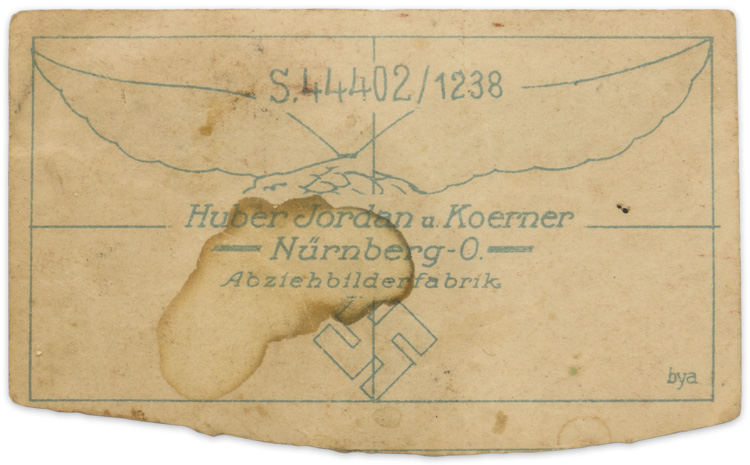 S.44402/1238
Huber Jordan u. Koerner
Nürnberg-O.
Abziehbilderfabrik
bya